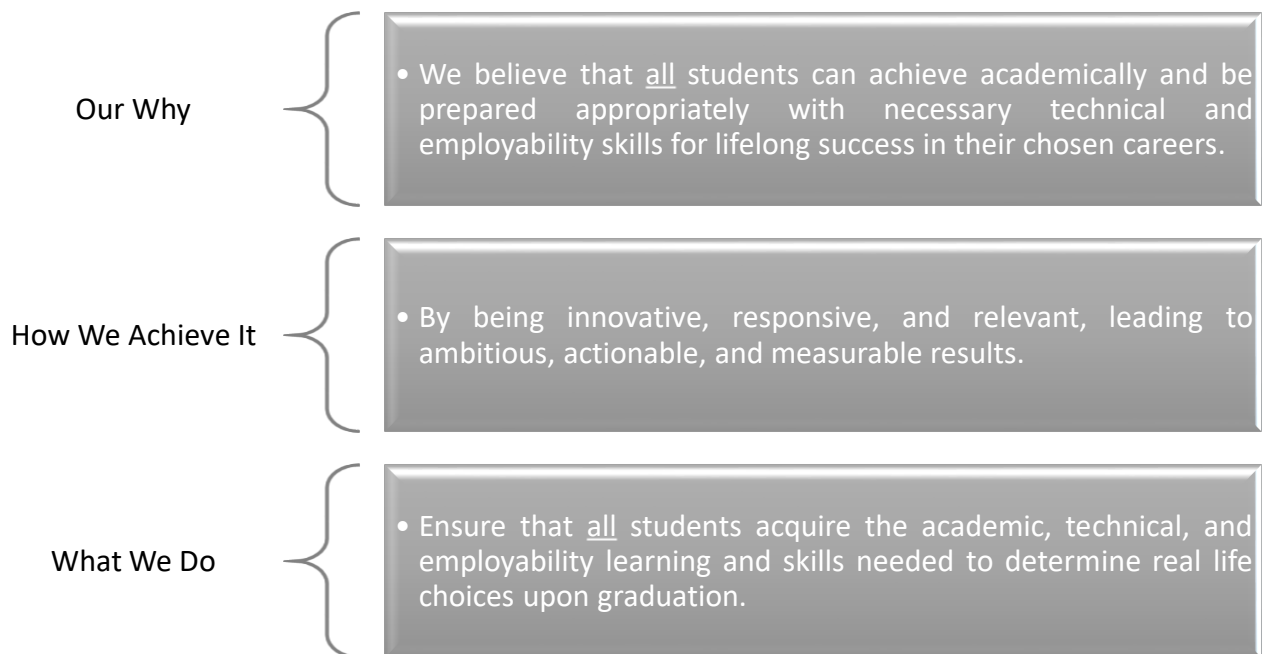 Our Why
• We believe that all students can achieve academically and be
prepared appropriately with necessary technical and
employability skills for lifelong success in their chosen careers.
How We Achieve It
• By being innovative, responsive, and relevant, leading to
ambitious, actionable, and measurable results.
What We Do
• Ensure that all students acquire the academic, technical, and
employability learning and skills needed to determine real life
choices upon graduation.